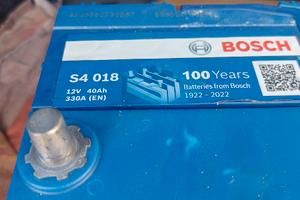 BOSCH
S4 018
12V 40Ah
330A (EN)
100 Years
Batteries from Bosch
1922 - 2022